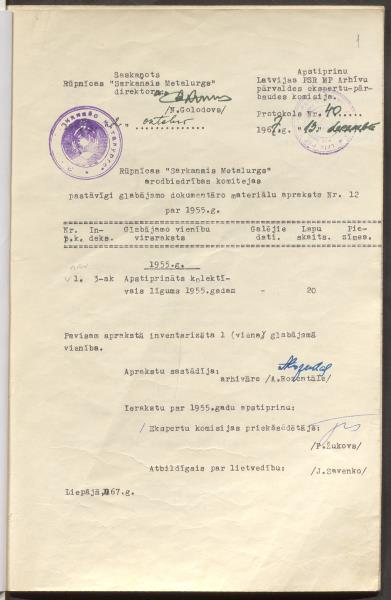 1
Saskaņots
Rūpnīcas "Sarkanais Metalurgs"
direktors
/N.Golodovs/
oktobrī
Apstiprinu
Latvijas PSR MP Arhīvu
pārvaldes ekspertu-pār-
baudes komisija.
Protokols Nr. 40
1967.g. "13" decembrī
Rūpnīcas "Sarkanais Metalurgs"
arodbiedrības komitejas
pastāvīgi glabājamo dokumentāro materiālu apraksts Nr. 12
par 1955.g.
Nr. In- Glabājamo vienību Galējie Lapu Pie-
p.k. deks. virsraksts dati. skaits. zīmes.
1955.g.
1. 3-ak Apstiprināts kolektī-
vais līgums 1955.gadam - 20
Pavisam aprakstā inventarizēta 1 (viena) glabājamā
vienība.
Aprakstu sastādīja:
arhivāre /A.Rozentāle/
Ierakstu par 1955.gadu apstiprinu:
Ekspertu komisijas priekšsēdētājs:
/P.Žukovs/
Atbildīgais par lietvedību:
/J.Savenko/
Liepājā, 1967.g.